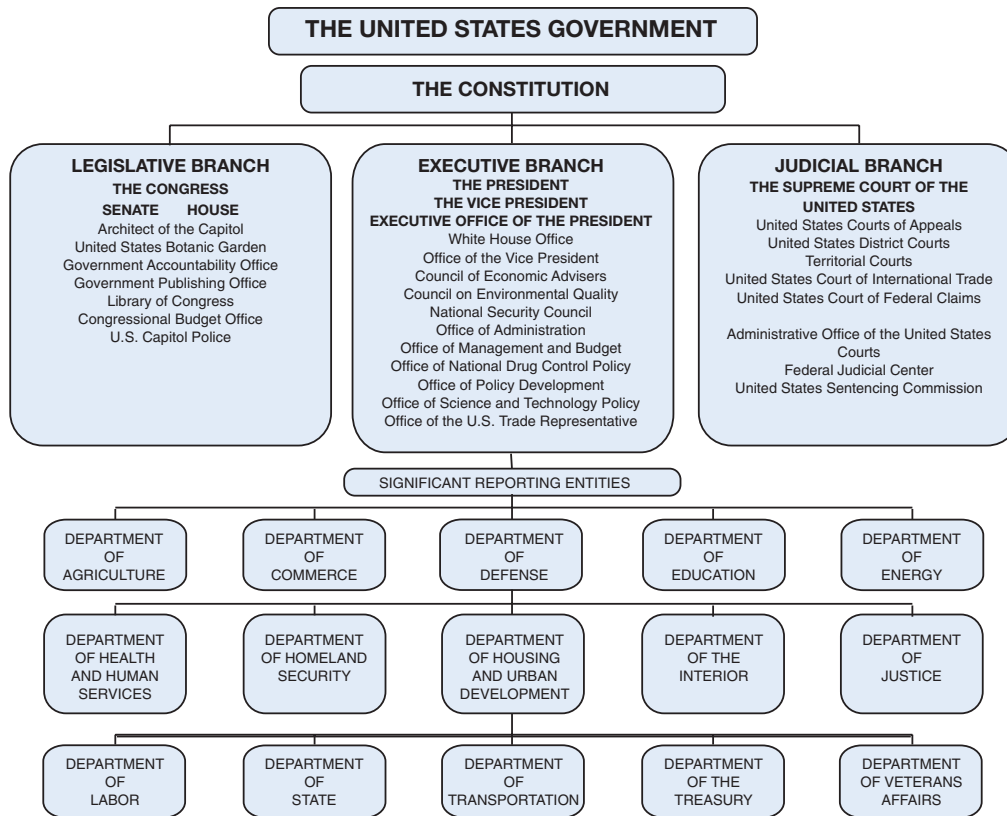 THE UNITED STATES GOVERNMENT
THE CONSTITUTION
LEGISLATIVE BRANCH
THE CONGRESS
SENATE HOUSE
Architect of the Capitol
United States Botanic Garden
Government Accountability Office
Government Publishing Office
Library of Congress
Congressional Budget Office
U.S. Capitol Police
EXECUTIVE BRANCH
THE PRESIDENT
THE VICE PRESIDENT
EXECUTIVE OFFICE OF THE PRESIDENT
White House Office
Office of the Vice President
Council of Economic Advisers
Council on Environmental Quality
National Security Council
Office of Administration
Office of Management and Budget
Office of National Drug Control Policy
Office of Policy Development
Office of Science and Technology Policy
Office of the U.S. Trade Representative
JUDICIAL BRANCH
THE SUPREME COURT OF THE
UNITED STATES
United States Courts of Appeals
United States District Courts
Territorial Courts
United States Court of International Trade
United States Court of Federal Claims
Administrative Office of the United States
Courts
Federal Judicial Center
United States Sentencing Commission
SIGNIFICANT REPORTING ENTITIES
DEPARTMENT
OF
AGRICULTURE
DEPARTMENT
OF
COMMERCE
DEPARTMENT
OF
DEFENSE
DEPARTMENT
OF
EDUCATION
DEPARTMENT
OF
ENERGY
DEPARTMENT
OF HEALTH
AND HUMAN
SERVICES
DEPARTMENT
OF HOMELAND
SECURITY
DEPARTMENT
OF HOUSING
AND URBAN
DEVELOPMENT
DEPARTMENT
OF THE
INTERIOR
DEPARTMENT
OF
JUSTICE
DEPARTMENT
OF
LABOR
DEPARTMENT
OF
STATE
DEPARTMENT
OF
TRANSPORTATION
DEPARTMENT
OF THE
TREASURY
DEPARTMENT
OF VETERANS
AFFAIRS